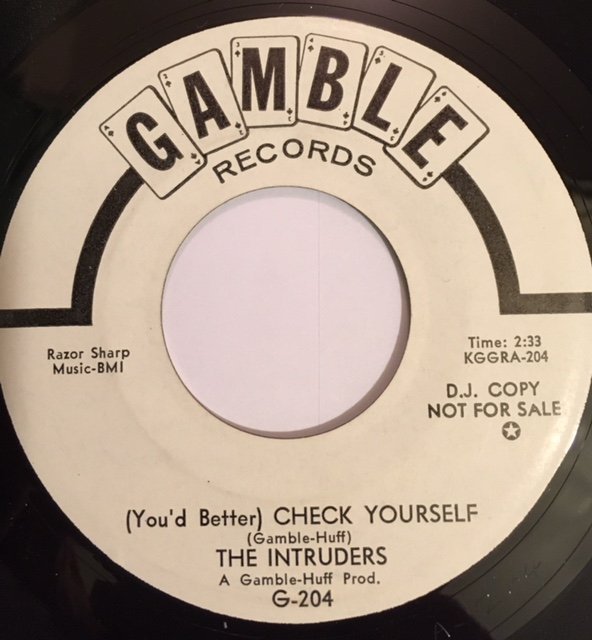 GAMBLE
RECORDS
Razor Sharp
Music-BMI
Time: 2:33
KGGRA-204
D.J. COPY
NOT FOR SALE
(You'd Better) CHECK YOURSELF
(Gamble-Huff)
THE INTRUDERS
A Gamble-Huff Prod.
G-204